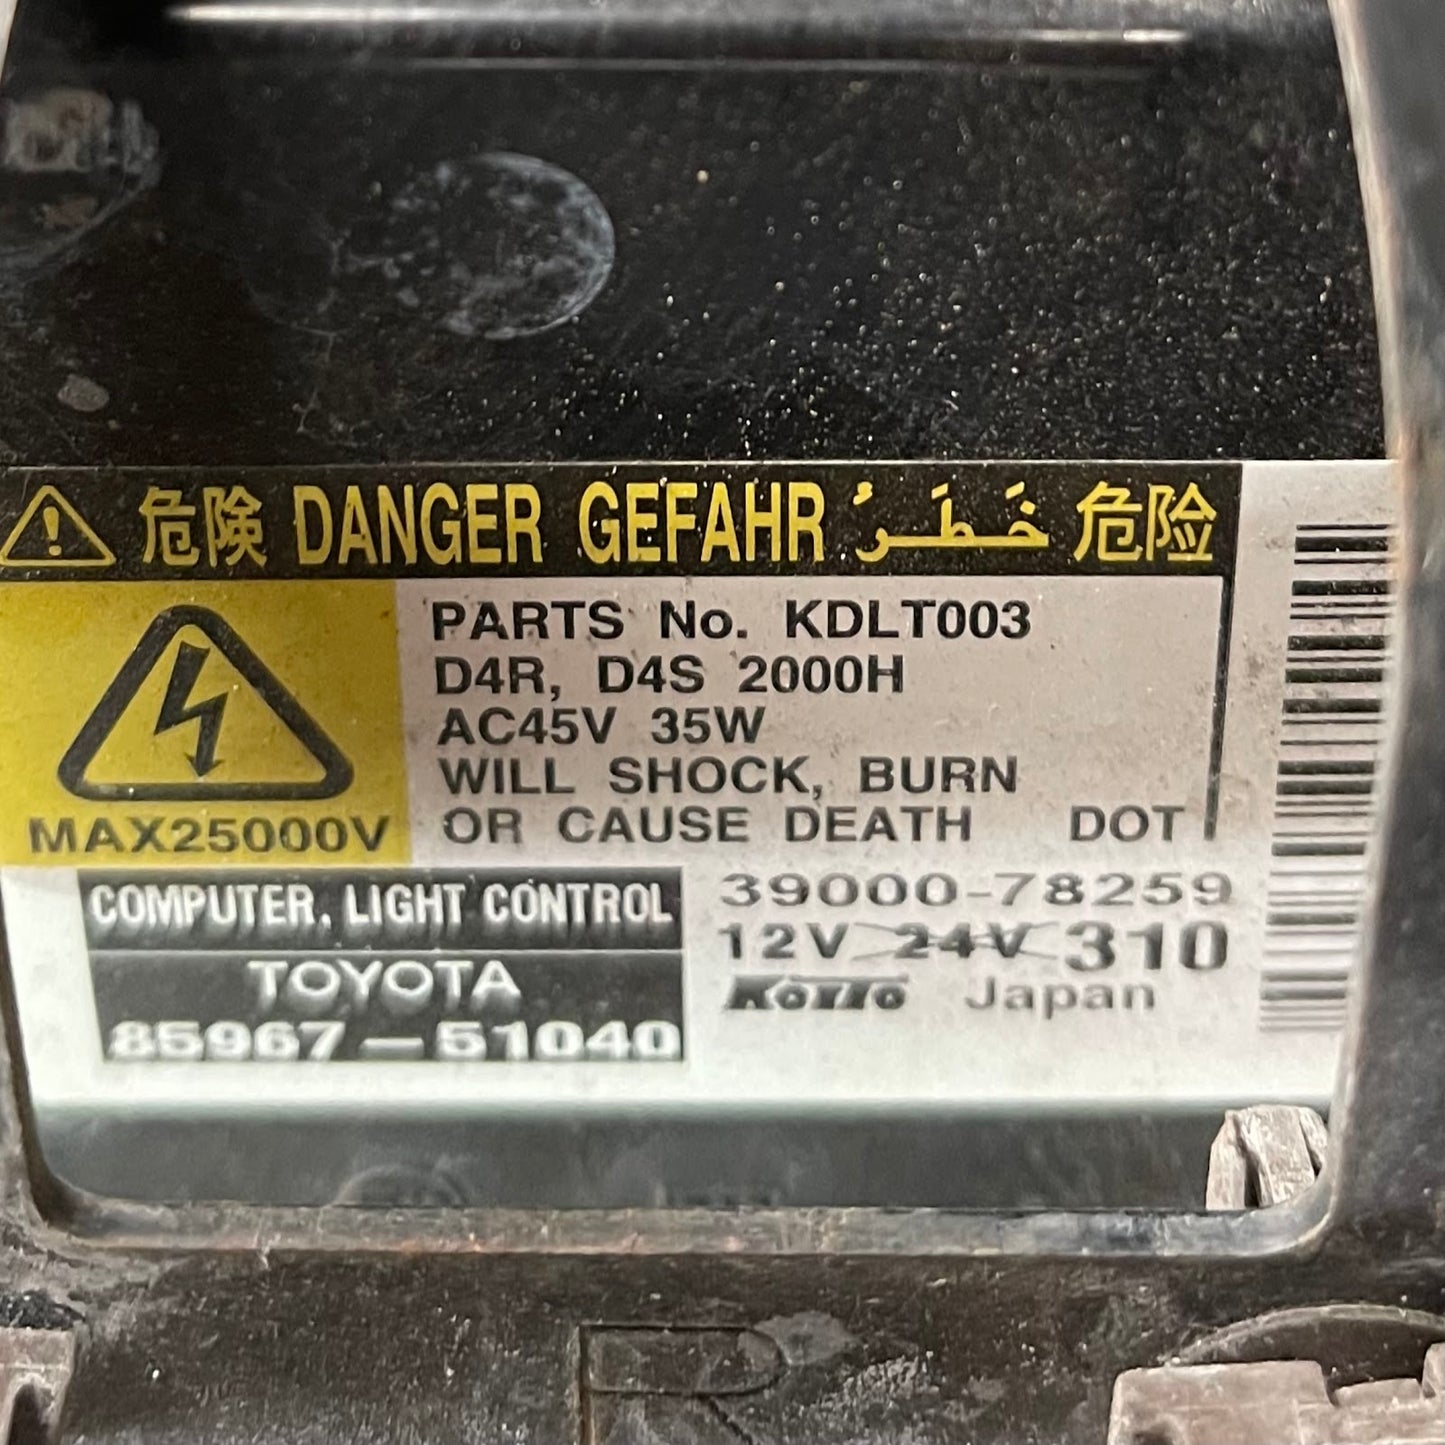 危険 DANGER GEFAHR خَطَرُ 危险
PARTS No. KDLT003
D4R, D4S 2000H
AC45V 35W
WILL SHOCK, BURN
OR CAUSE DEATH DOT
MAX25000V
COMPUTER, LIGHT CONTROL
TOYOTA
85967-51040
39000-78259
12V 24V 310
KOITO Japan
R